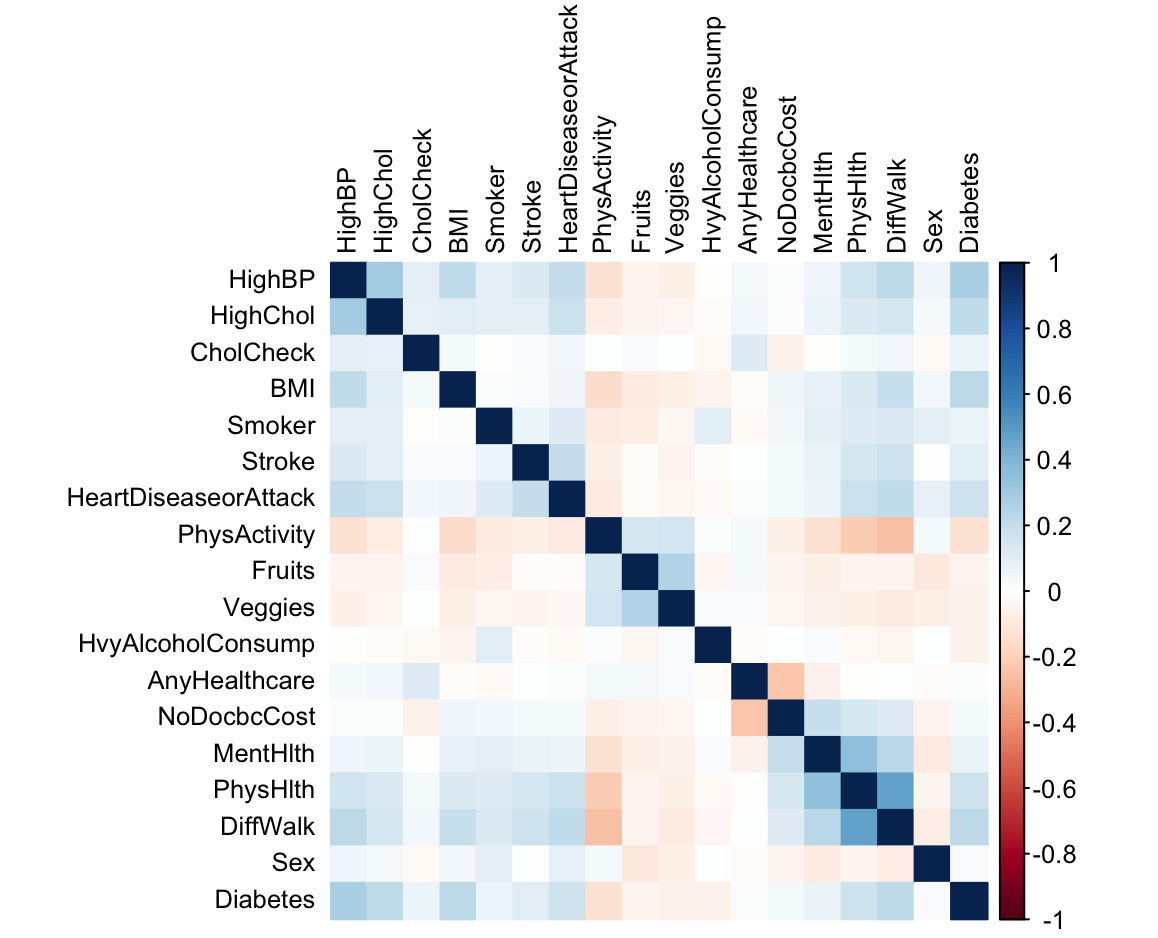 HighBP
HighChol
CholCheck
BMI
Smoker
Stroke
HeartDiseaseorAttack
PhysActivity
Fruits
Veggies
HvyAlcoholConsump
AnyHealthcare
NoDocbcCost
MentHlth
PhysHlth
DiffWalk
Sex
Diabetes
HighBP
HighChol
CholCheck
BMI
Smoker
Stroke
HeartDiseaseorAttack
PhysActivity
Fruits
Veggies
HvyAlcoholConsump
AnyHealthcare
NoDocbcCost
MentHlth
PhysHlth
DiffWalk
Sex
Diabetes
1
0.8
0.6
0.4
0.2
0
-0.2
-0.4
-0.6
-0.8
-1